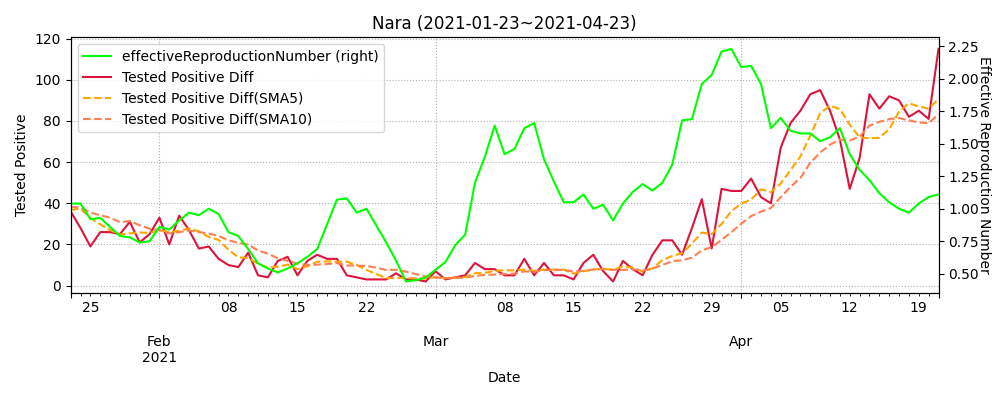 Nara (2021-01-23~2021-04-23)
effectiveReproductionNumber (right)
Tested Positive Diff
Tested Positive Diff(SMA5)
Tested Positive Diff(SMA10)
Tested Positive
120
100
80
60
40
20
0
2.25
2.00
1.75
1.50
1.25
1.00
0.75
0.50
Effective Reproduction Number
25 08 15 22 08 15 22 29 05 12 19
Feb Mar Apr
2021
Date